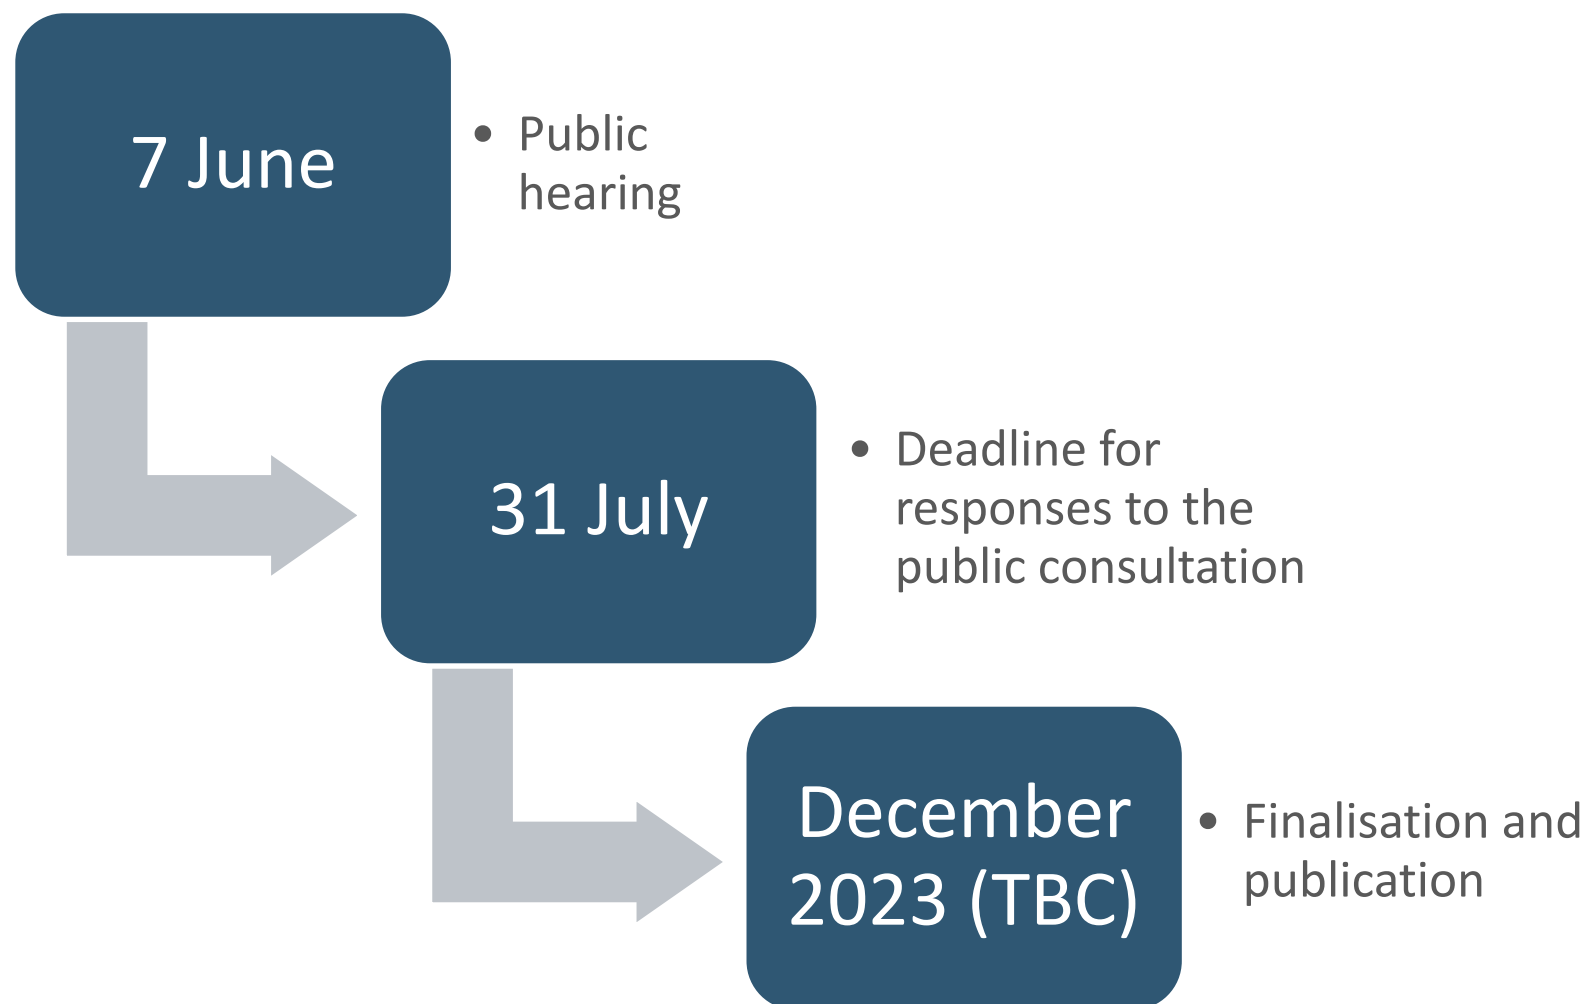 7 June
• Public
hearing
31 July
• Deadline for
responses to the
public consultation
December
2023 (TBC)
• Finalisation and
publication